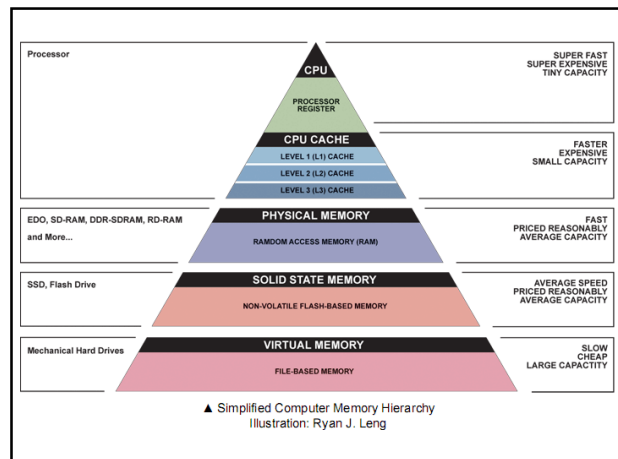 Processor
CPU
PROCESSOR
REGISTER
SUPER FAST
SUPER EXPENSIVE
TINY CAPACITY
CPU CACHE
LEVEL 1 (L1) CACHE
LEVEL 2 (L2) CACHE
LEVEL 3 (L3) CACHE
FASTER
EXPENSIVE
SMALL CAPACITY
EDO, SD-RAM, DDR-SDRAM, RD-RAM
and More...
PHYSICAL MEMORY
RAMDOM ACCESS MEMORY (RAM)
FAST
PRICED REASONABLY
AVERAGE CAPACITY
SSD, Flash Drive
SOLID STATE MEMORY
NON-VOLATILE FLASH-BASED MEMORY
AVERAGE SPEED
PRICED REASONABLY
AVERAGE CAPACITY
Mechanical Hard Drives
VIRTUAL MEMORY
FILE-BASED MEMORY
SLOW
CHEAP
LARGE CAPACTITY
▲ Simplified Computer Memory Hierarchy
Illustration: Ryan J. Leng